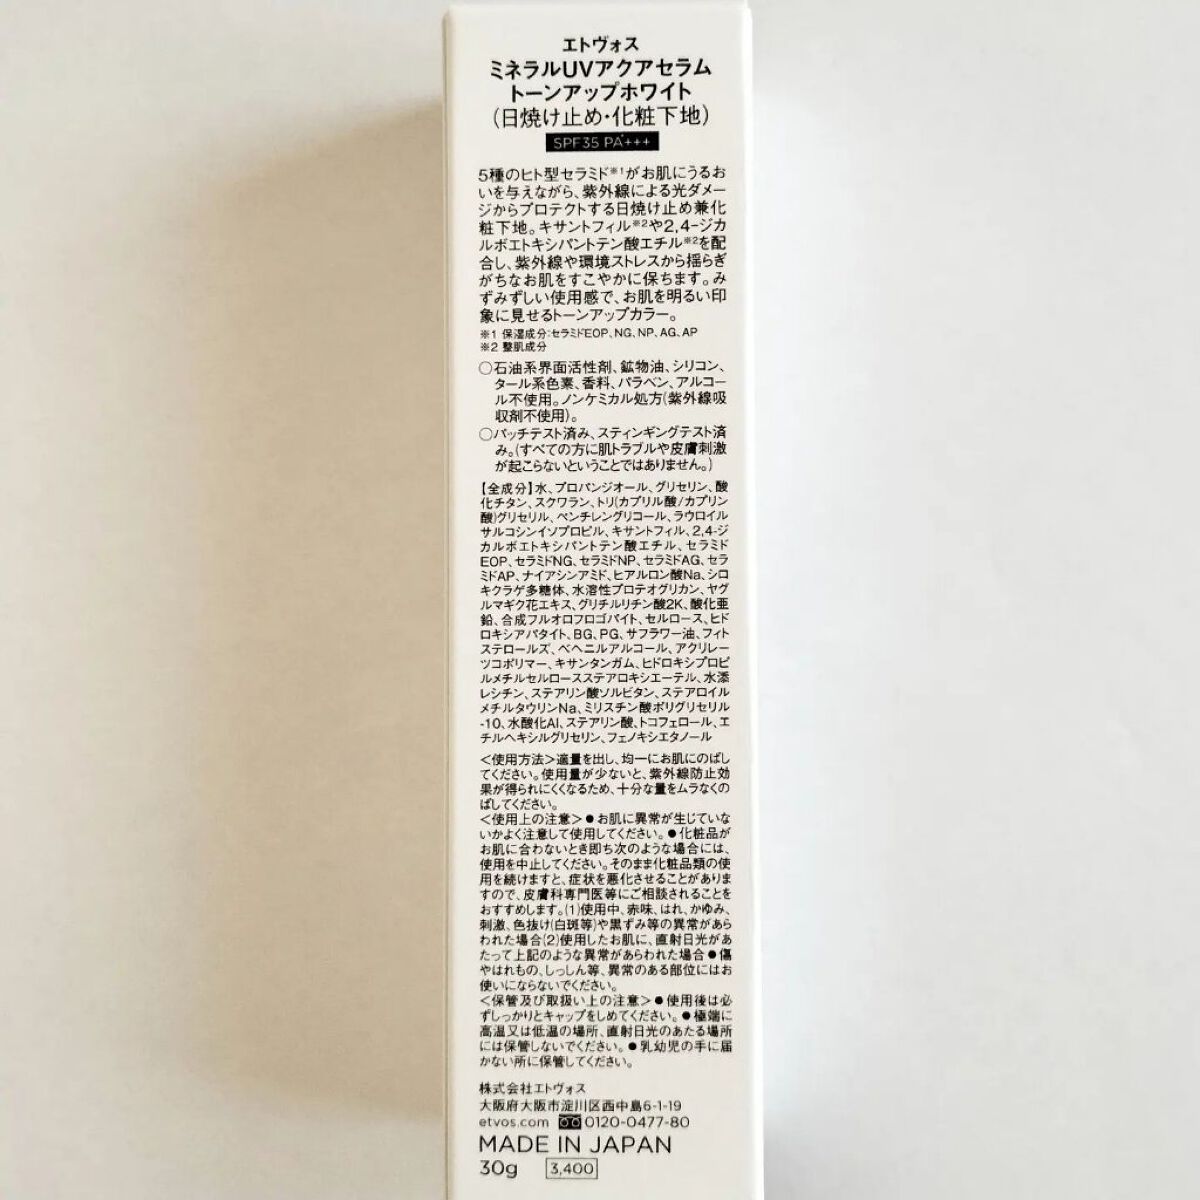 エトヴォス
ミネラルUVアクアセラム
トーンアップホワイト
(日焼け止め・化粧下地)
SPF35 PA+++
5種のヒト型セラミド※1がお肌にうるお
いを与えながら、紫外線による光ダメー
ジからプロテクトする日焼け止め兼化
粧下地。キサントフィル※2や2,4-ジカ
ルボエトキシパントテン酸エチル※2を配
合し、紫外線や環境ストレスから揺らぎ
がちなお肌をすこやかに保ちます。み
ずみずしい使用感で、お肌を明るい印
象に見せるトーンアップカラー。
※1 保湿成分:セラミドEOP、NG、NP、AG、AP
※2 整肌成分
○石油系界面活性剤、鉱物油、シリコン、
タール系色素、香料、パラベン、アルコー
ル不使用。ノンケミカル処方(紫外線吸
収剤不使用)。
○パッチテスト済み、スティンギングテスト済
み。(すべての方に肌トラブルや皮膚刺激
が起こらないということではありません。)
【全成分】水、プロパンジオール、グリセリン、酸
化チタン、スクワラン、トリ(カプリル酸/カプリン
酸)グリセリル、ペンチレングリコール、ラウロイル
サルコシンイソプロピル、キサントフィル、2,4-ジ
カルボエトキシパントテン酸エチル、セラミド
EOP、セラミドNG、セラミドNP、セラミドAG、セラ
ミドAP、ナイアシンアミド、ヒアルロン酸Na、シロ
キクラゲ多糖体、水溶性プロテオグリカン、ヤグ
ルマギク花エキス、グリチルリチン酸2K、酸化亜
鉛、合成フルオロフロゴパイト、セルロース、ヒド
ロキシアパタイト、BG、PG、サフラワー油、フィト
ステロールズ、ベヘニルアルコール、アクリレー
ツコポリマー、キサンタンガム、ヒドロキシプロピ
ルメチルセルロースステアロキシエーテル、水添
レシチン、ステアリン酸ソルビタン、ステアロイル
メチルタウリンNa、ミリスチン酸ポリグリセリル
-10、水酸化Al、ステアリン酸、トコフェロール、エ
チルヘキシルグリセリン、フェノキシエタノール
<使用方法>適量を出し、均一にお肌にのばし
てください。使用量が少ないと、紫外線防止効
果が得られにくくなるため、十分な量をムラなくの
ばしてください。
<使用上の注意>●お肌に異常が生じていな
いかよく注意して使用してください。●化粧品が
お肌に合わないとき即ち次のような場合には、
使用を中止してください。そのまま化粧品類の使
用を続けますと、症状を悪化させることがありま
すので、皮膚科専門医等にご相談されることを
おすすめします。(1)使用中、赤味、はれ、かゆみ、
刺激、色抜け(白斑等)や黒ずみ等の異常があら
われた場合(2)使用したお肌に、直射日光があ
たって上記のような異常があらわれた場合●傷
やはれもの、しっしん等、異常のある部位にはお
使いにならないでください。
<保管及び取扱い上の注意>●使用後は必
ずしっかりとキャップをしめてください。●極端に
高温又は低温の場所、直射日光のあたる場所
には保管しないでください。●乳幼児の手に届
かない所に保管してください。
株式会社エトヴォス
大阪府大阪市淀川区西中島6-1-19
etvos.com 0120-0477-80
MADE IN JAPAN
30g 3,400